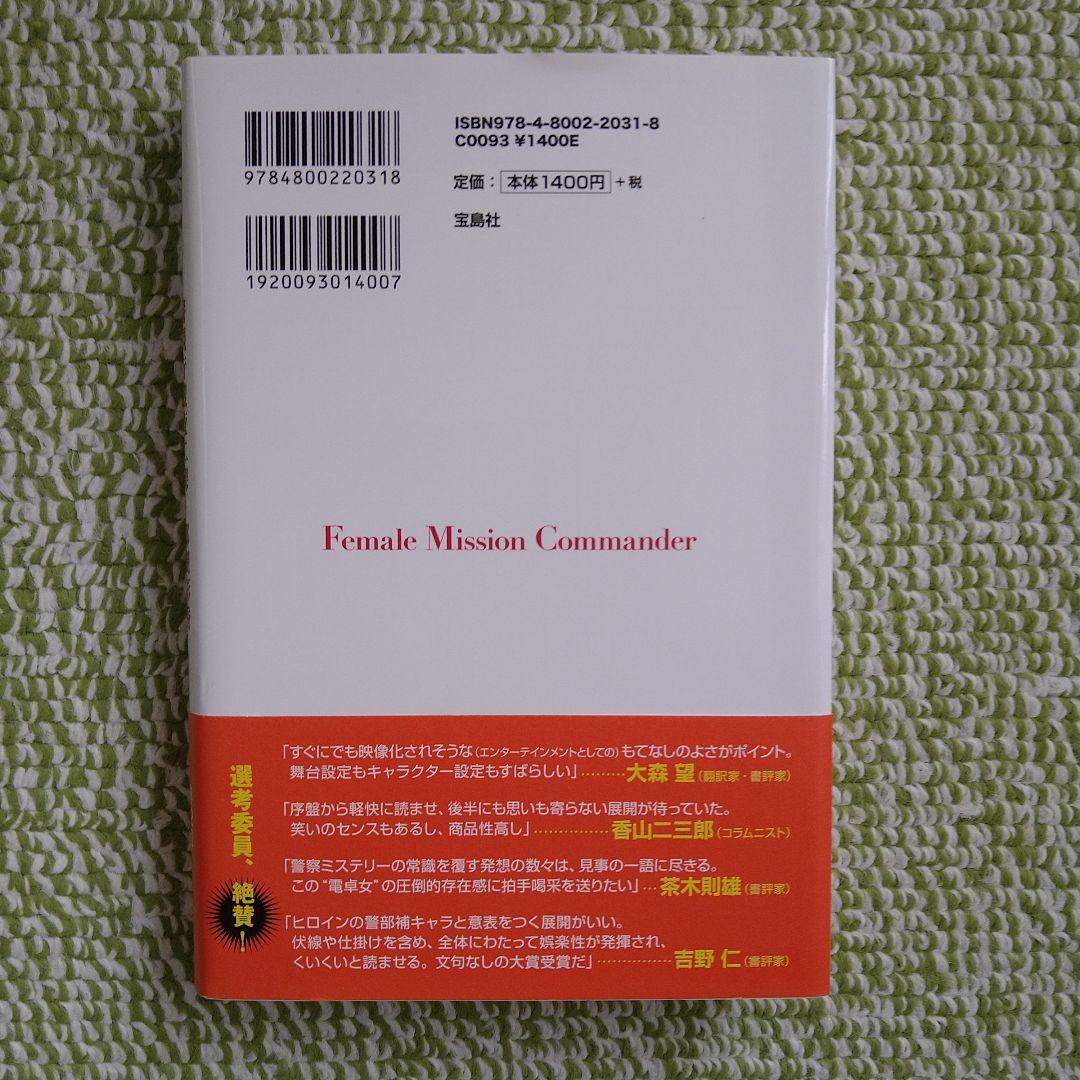 ISBN978-4-8002-2031-8
C0093 ¥1400E
9784800220318
定価：本体1400円＋税
宝島社
1920093014007
Female Mission Commander
選考委員、絶賛！
「すぐにでも映像化されそうな（エンターテインメントとしての）もてなしのよさがポイント。
舞台設定もキャラクター設定もすばらしい」………大森 望（翻訳家・書評家）
「序盤から軽快に読ませ、後半にも思いも寄らない展開が待っていた。
笑いのセンスもあるし、商品性高し」……………香山二三郎（コラムニスト）
「警察ミステリーの常識を覆す発想の数々は、見事の一語に尽きる。
この“電卓女”の圧倒的存在感に拍手喝采を送りたい」…茶木則雄（書評家）
「ヒロインの警部補キャラと意表をつく展開がいい。
伏線や仕掛けを含め、全体にわたって娯楽性が発揮され、
くいくいと読ませる。文句なしの大賞受賞だ」……………吉野 仁（書評家）